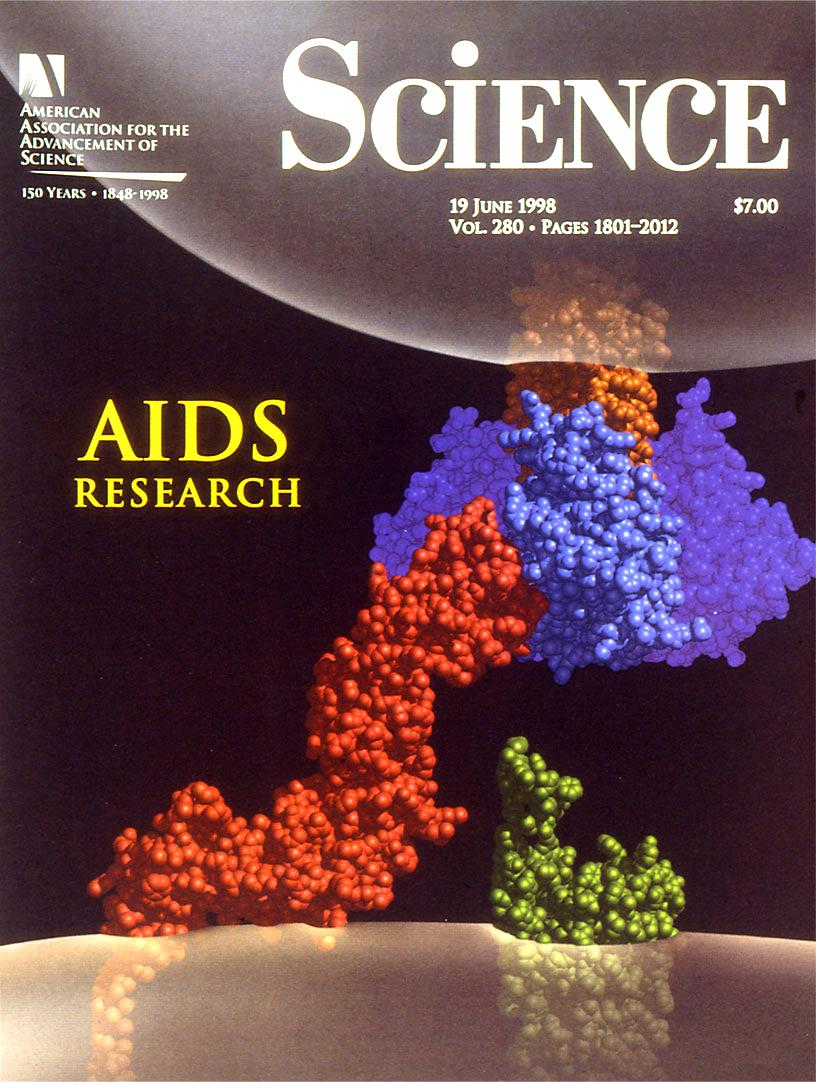 SCiENCE
AMERICAN
ASSOCIATION FOR THE
ADVANCEMENT OF
SCIENCE
150 YEARS • 1848-1998
19 JUNE 1998
$7.00
VOL. 280 • PAGES 1801–2012
AIDS
RESEARCH